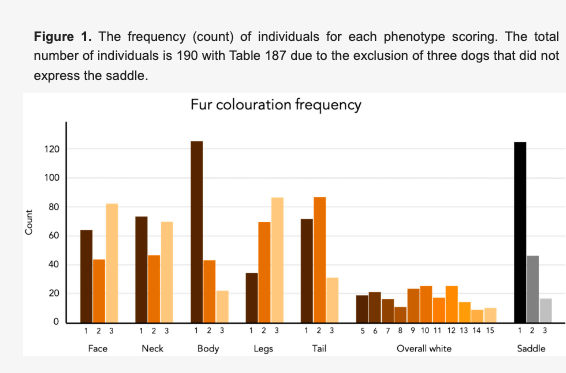 Figure 1. The frequency (count) of individuals for each phenotype scoring. The total
number of individuals is 190 with Table 187 due to the exclusion of three dogs that did not
express the saddle.
Fur colouration frequency
120
100
80
60
40
20
0
Count
1 2 3 1 2 3 1 2 3 1 2 3 1 2 3 5 6 7 8 9 10 11 12 13 14 15 1 2 3
Face Neck Body Legs Tail Overall white Saddle